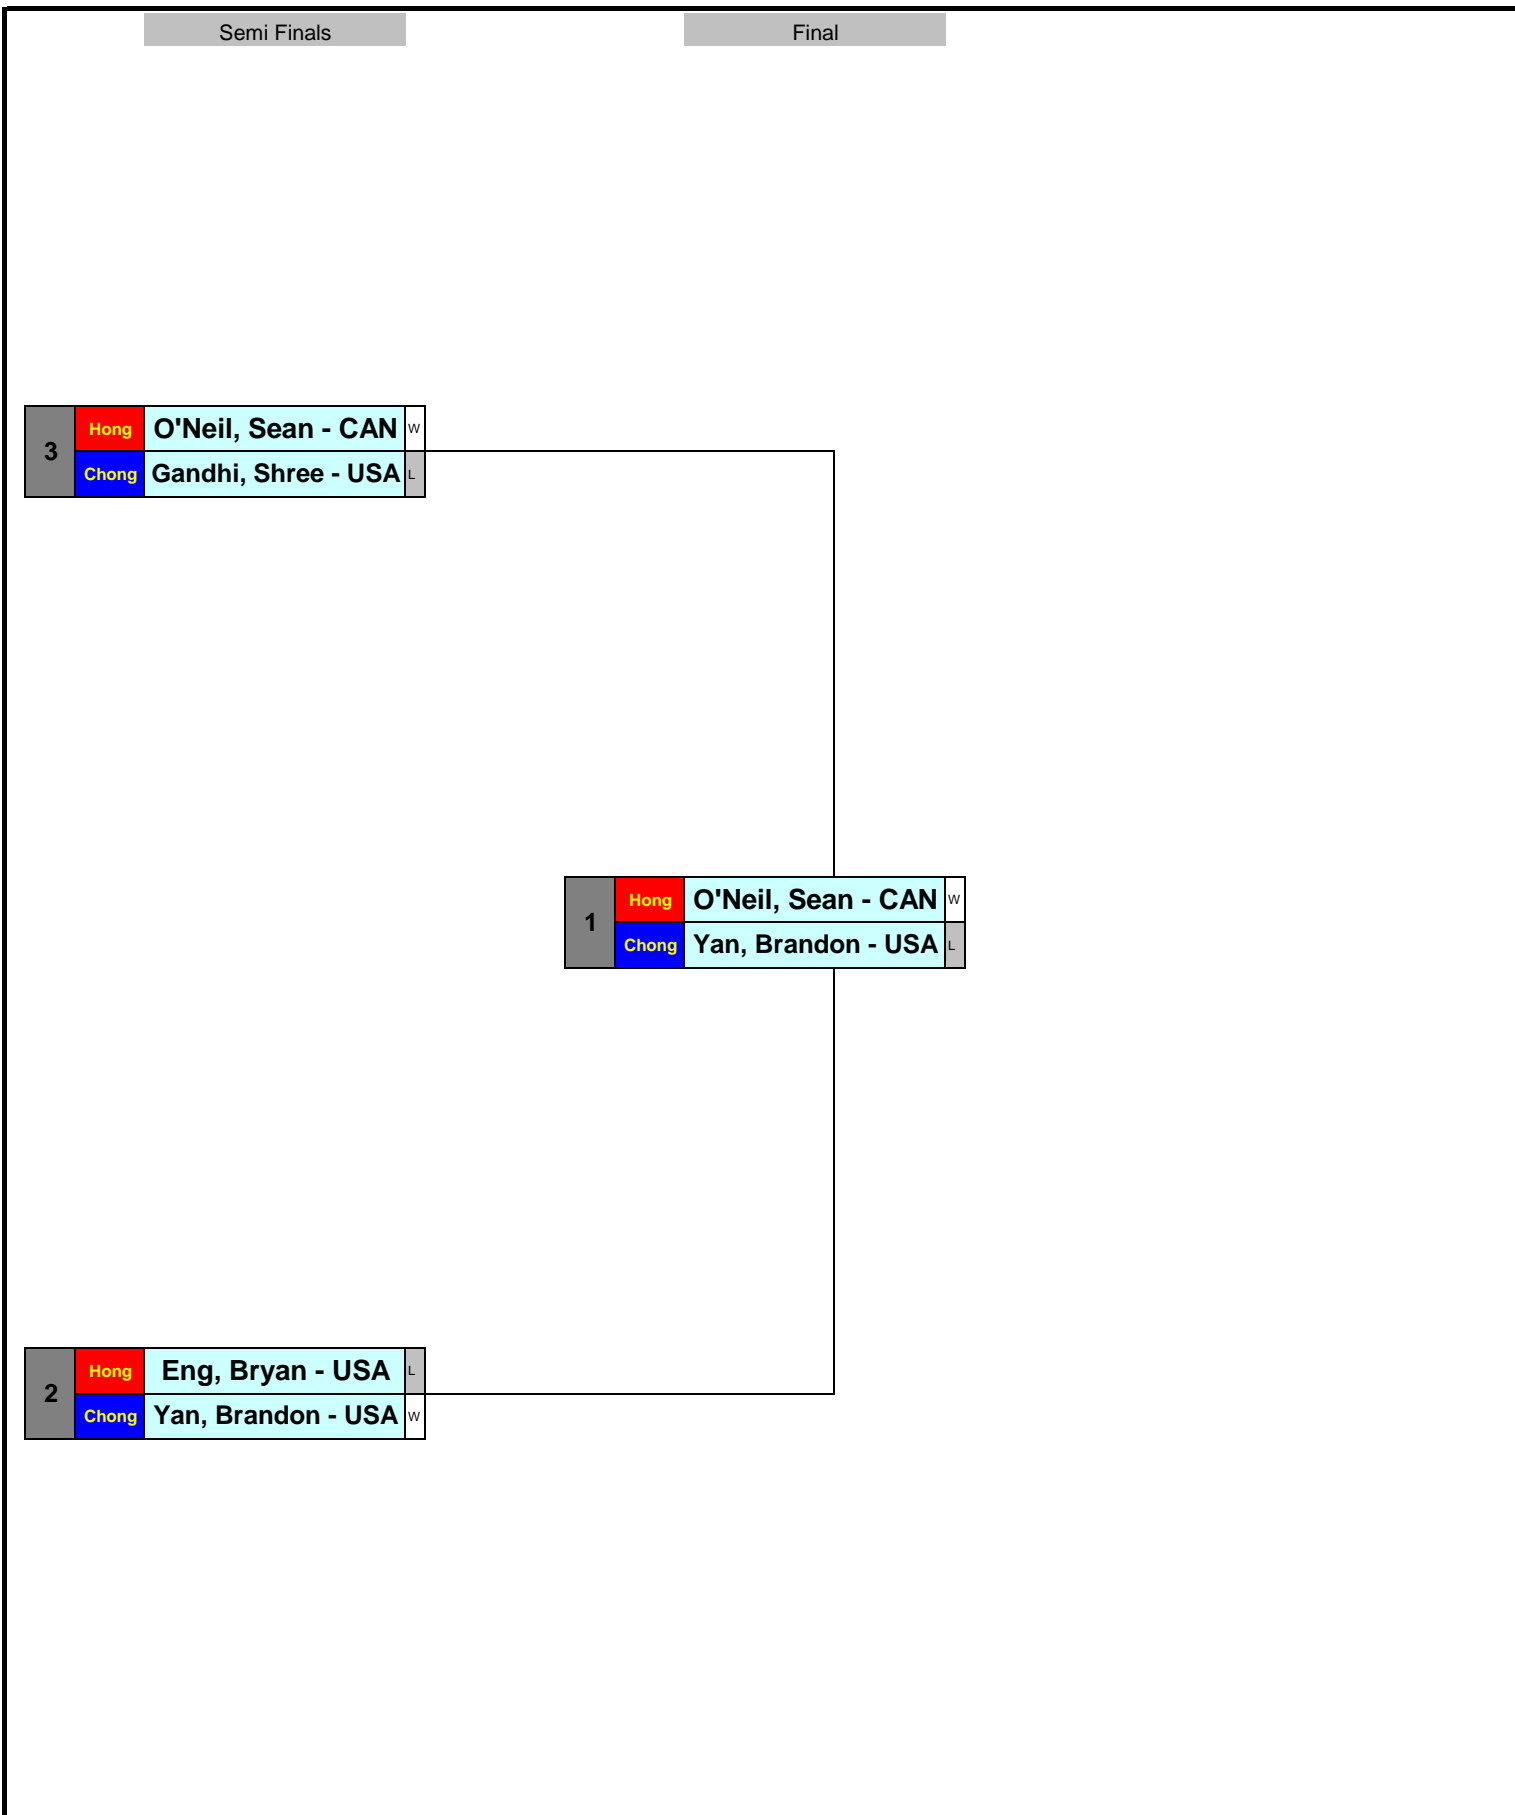 Semi Finals Final
3 Hong O'Neil, Sean - CAN W
Chong Gandhi, Shree - USA L
1 Hong O'Neil, Sean - CAN W
Chong Yan, Brandon - USA L
2 Hong Eng, Bryan - USA L
Chong Yan, Brandon - USA W